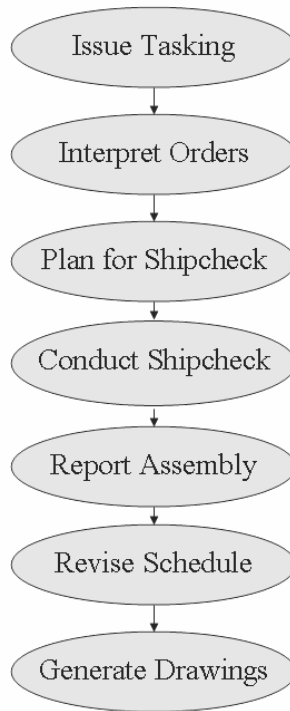 Issue Tasking
Interpret Orders
Plan for Shipcheck
Conduct Shipcheck
Report Assembly
Revise Schedule
Generate Drawings